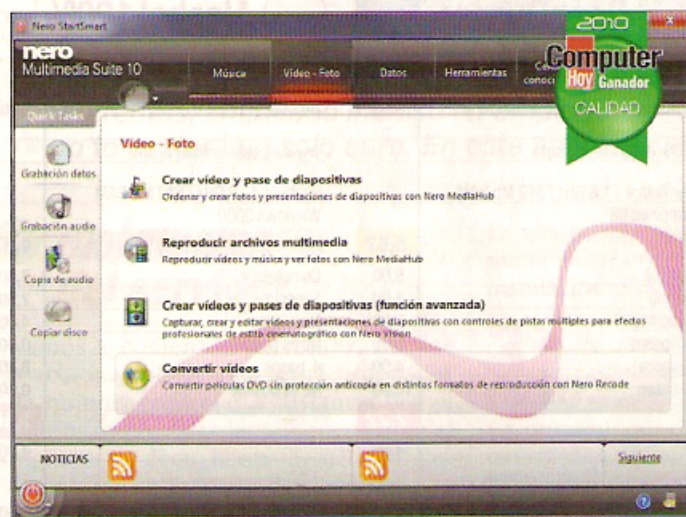 Nero StartSmart
2010
nero
Multimedia Suite 10
Música
Vídeo - Foto
Datos
Herramientas
Computer
Hoy
Ganador
CALIDAD
Quick Tasks
Grabación datos
Grabación audio
Copia de audio
Copiar disco
Vídeo - Foto
Crear vídeo y pase de diapositivas
Ordenar y crear fotos y presentaciones de diapositivas con Nero MediaHub
Reproducir archivos multimedia
Reproducir vídeos y música y ver fotos con Nero MediaHub
Crear vídeos y pases de diapositivas (función avanzada)
Capturar, crear y editar vídeos y presentaciones de diapositivas con controles de pistas múltiples para efectos
profesionales de estilo cinematográfico con Nero Vision
Convertir vídeos
Convertir películas DVD sin protección anticopia en distintos formatos de reproducción con Nero Recode
NOTICIAS
Siguiente